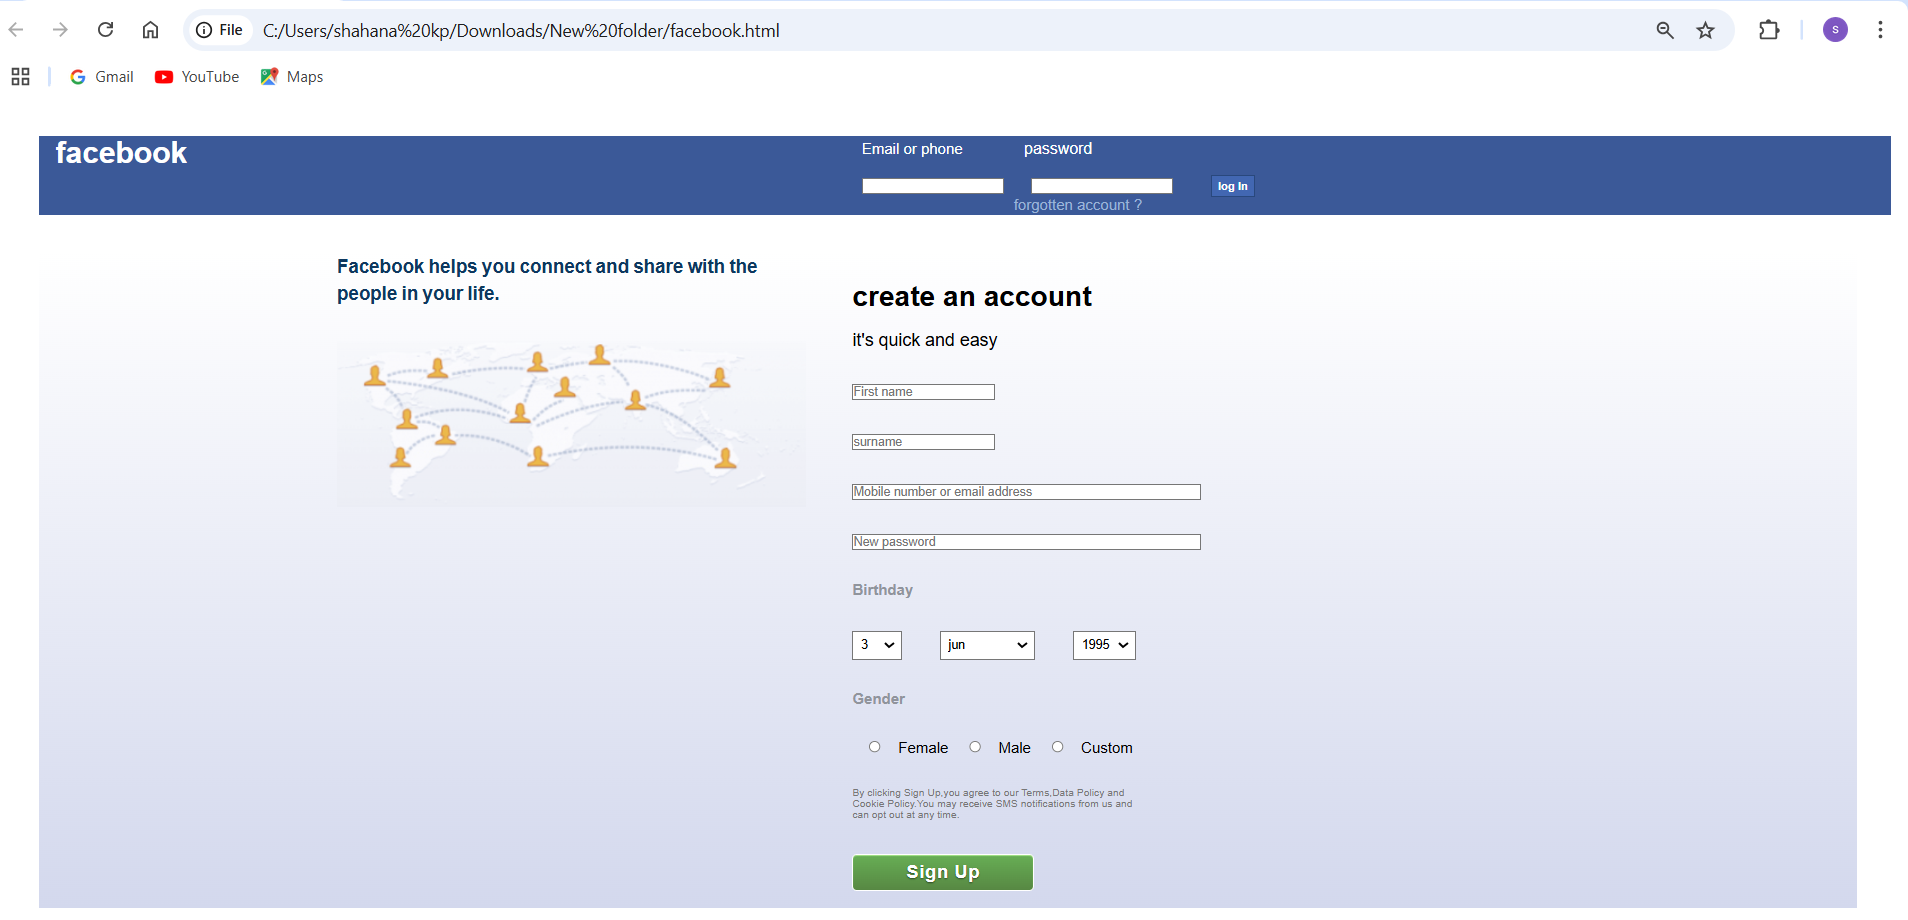 File C:/Users/shahana%20kp/Downloads/New%20folder/facebook.html
S
Gmail YouTube Maps
facebook
Email or phone password
log In
forgotten account ?
Facebook helps you connect and share with the
people in your life.
create an account
it's quick and easy
First name
surname
Mobile number or email address
New password
Birthday
3 jun 1995
Gender
Female Male Custom
By clicking Sign Up,you agree to our Terms,Data Policy and
Cookie Policy.You may receive SMS notifications from us and
can opt out at any time.
Sign Up